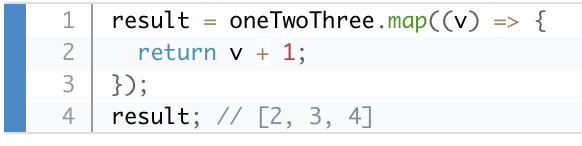 1 result = oneTwoThree.map((v) => {
2   return v + 1;
3 });
4 result; // [2, 3, 4]